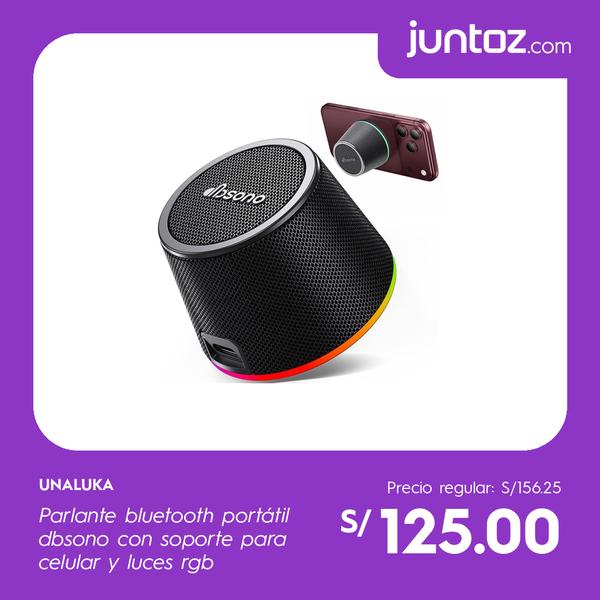 juntoz.com
dbsono
UNALUKA
Parlante bluetooth portátil
dbsono con soporte para
celular y luces rgb
Precio regular: S/156.25
S/125.00